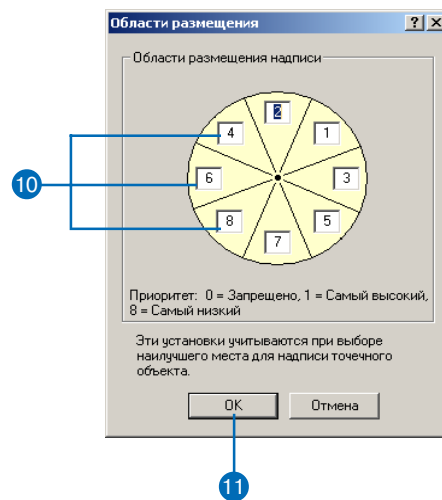 Области размещения
Области размещения надписи
2
4
1
10
6
3
8
5
7
Приоритет: 0 = Запрещено, 1 = Самый высокий,
8 = Самый низкий
Эти установки учитываются при выборе
наилучшего места для надписи точечного
объекта.
OK
Отмена
11